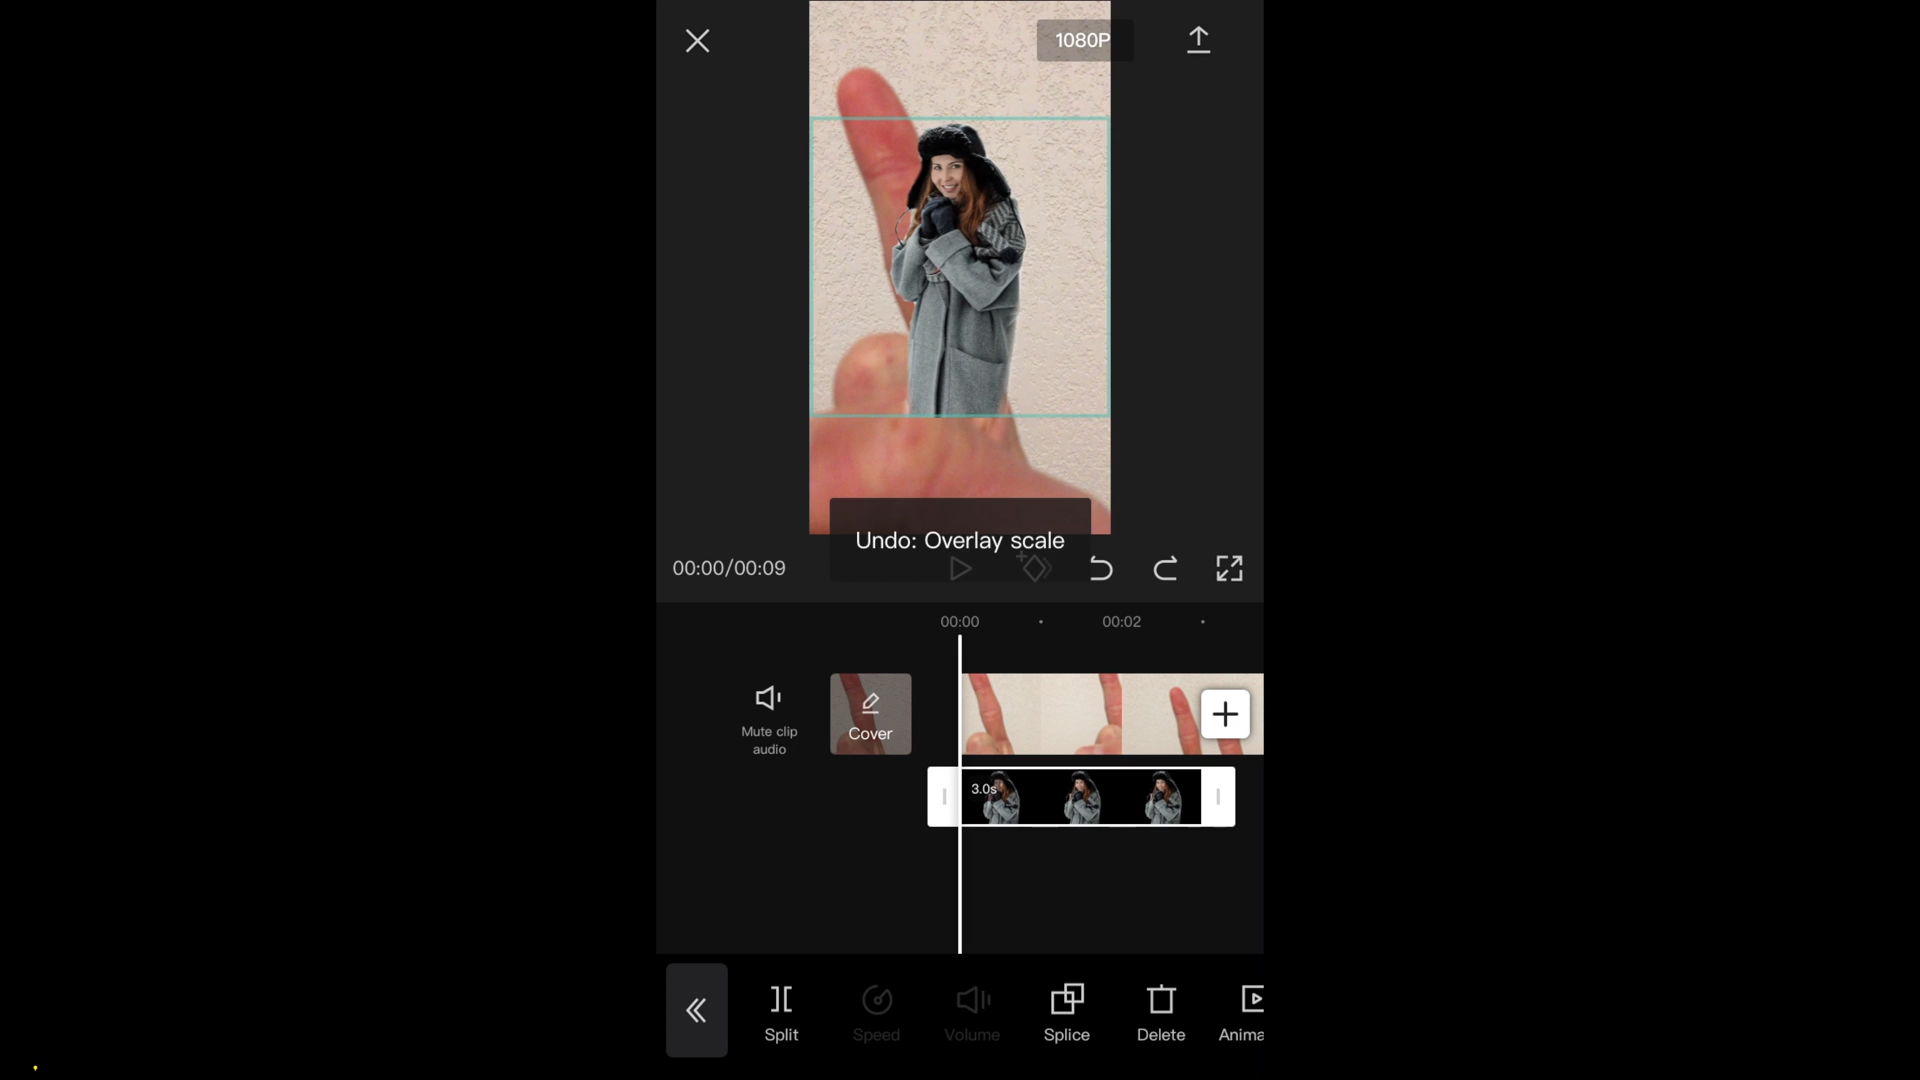 1080P
Undo: Overlay scale
00:00/00:09
00:00
00:02
Mute clip
audio
Cover
3.0s
Split
Speed
Volume
Splice
Delete
Anima